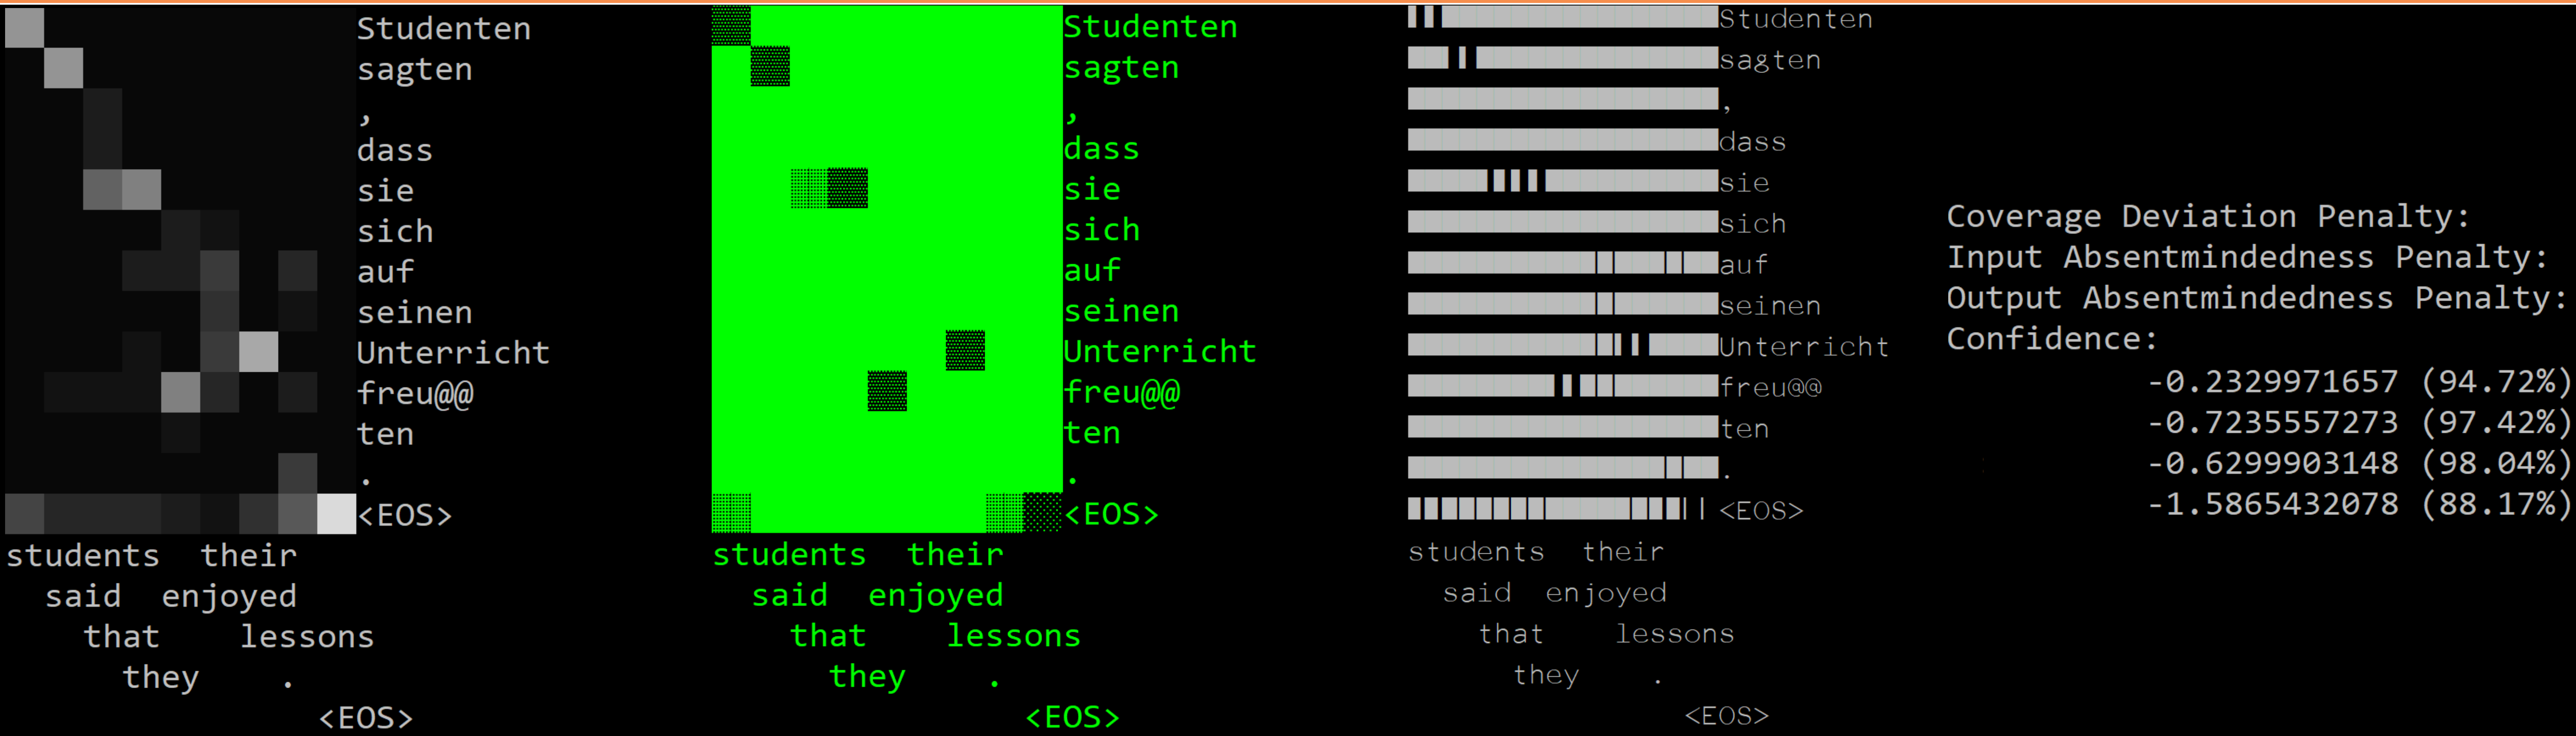 Studenten
sagten
,
dass
sie
sich
auf
seinen
Unterricht
freu@@
ten
.
<EOS>
students their
said enjoyed
that lessons
they .
<EOS>
Studenten
sagten
,
dass
sie
sich
auf
seinen
Unterricht
freu@@
ten
.
<EOS>
students their
said enjoyed
that lessons
they .
<EOS>
Studenten
sagten
,
dass
sie
sich
auf
seinen
Unterricht
freu@@
ten
.
<EOS>
students their
said enjoyed
that lessons
they .
<EOS>
Coverage Deviation Penalty:
Input Absentmindedness Penalty:
Output Absentmindedness Penalty:
Confidence:
-0.2329971657 (94.72%)
-0.7235557273 (97.42%)
-0.6299903148 (98.04%)
-1.5865432078 (88.17%)